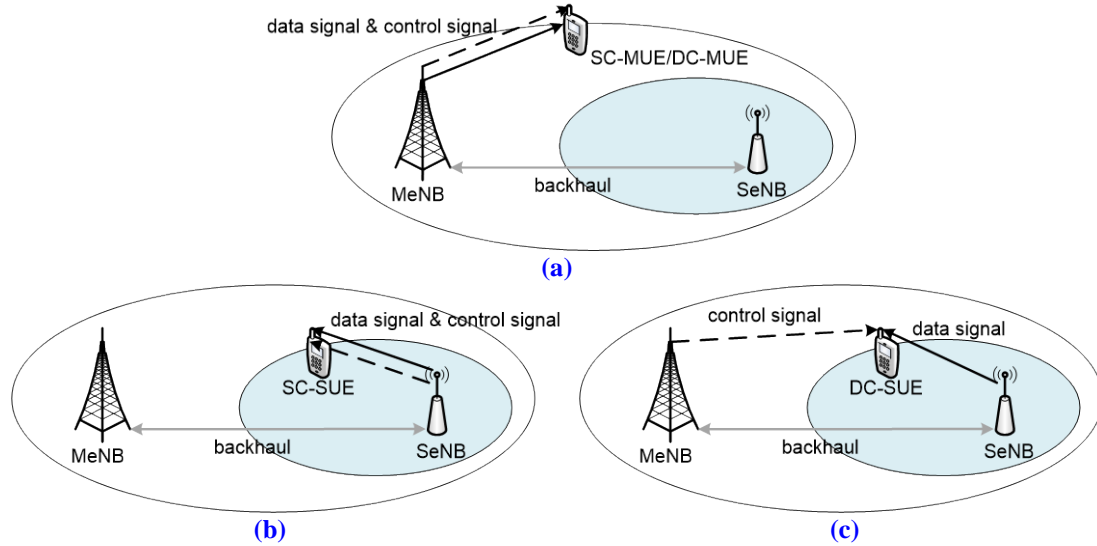 data signal & control signal
SC-MUE/DC-MUE
MeNB
backhaul
SeNB
(a)
data signal & control signal
SC-SUE
MeNB
backhaul
SeNB
(b)
control signal
data signal
DC-SUE
MeNB
backhaul
SeNB
(c)